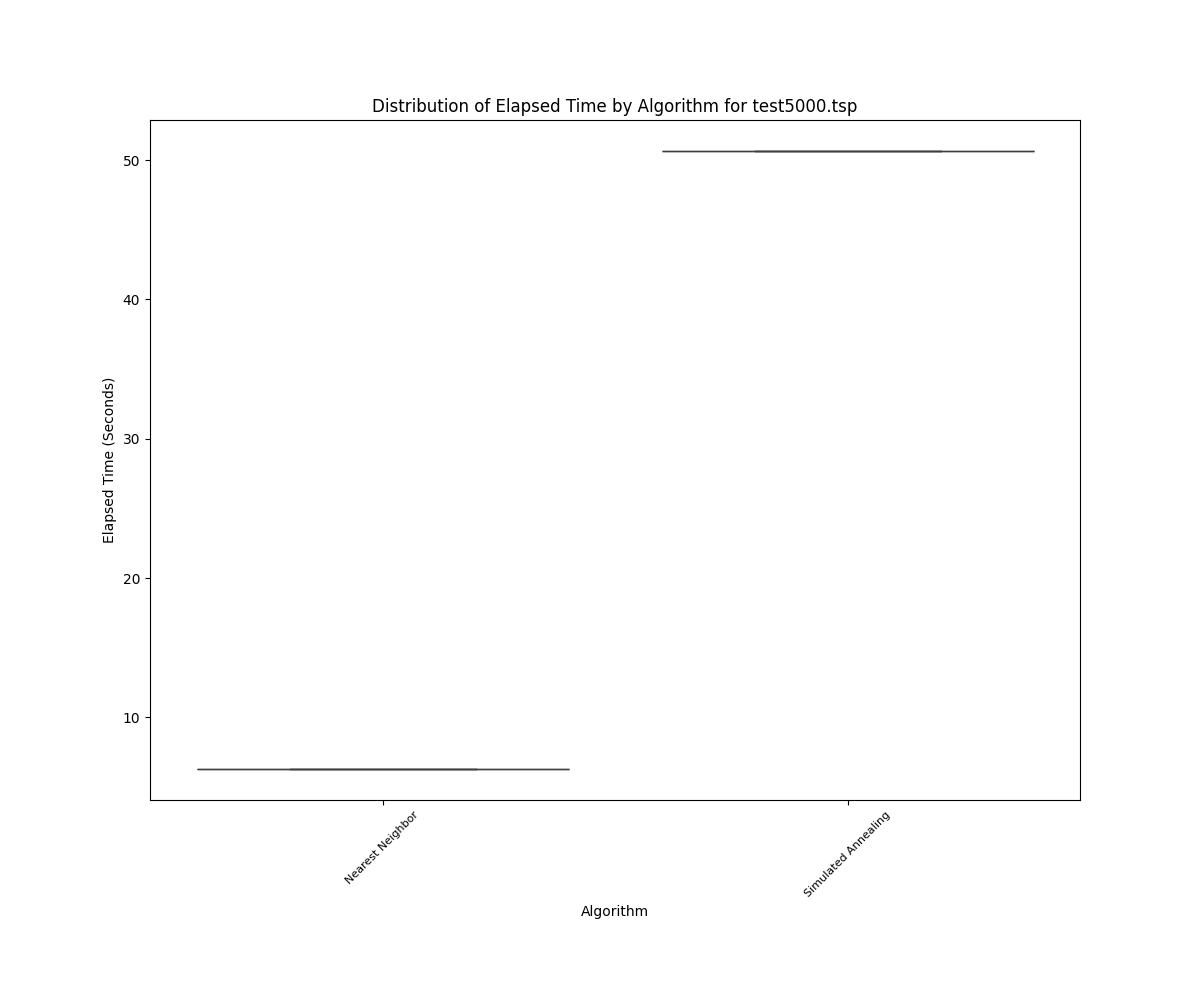 Distribution of Elapsed Time by Algorithm for test5000.tsp
50
40
30
20
10
Elapsed Time (Seconds)
Nearest Neighbor
Simulated Annealing
Algorithm